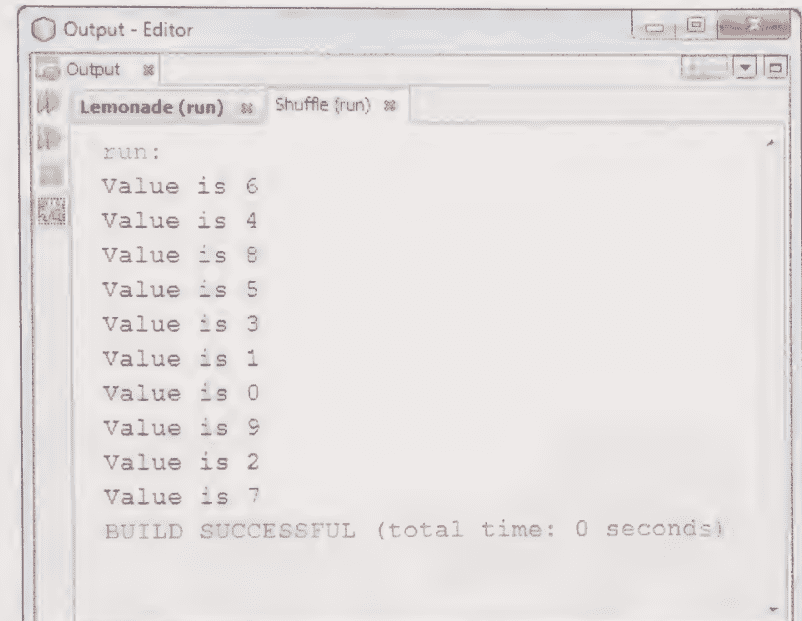 Output - Editor
Output
Lemonade (run) Shuffle (run)
run:
Value is 6
Value is 4
Value is 8
Value is 5
Value is 3
Value is 1
Value is 0
Value is 9
Value is 2
Value is 7
BUILD SUCCESSFUL (total time: 0 seconds)